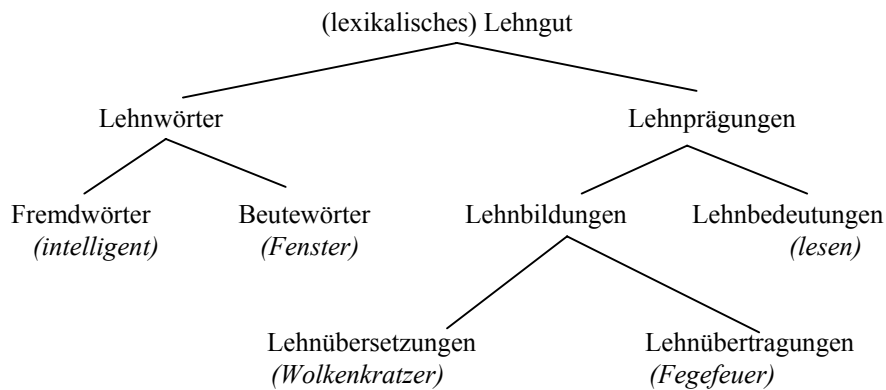 (lexikalisches) Lehngut
Lehnwörter Lehnprägungen
Fremdwörter Beutewörter Lehnbildungen Lehnbedeutungen
(intelligent) (Fenster) (lesen)
Lehnübersetzungen Lehnübertragungen
(Wolkenkratzer) (Fegefeuer)